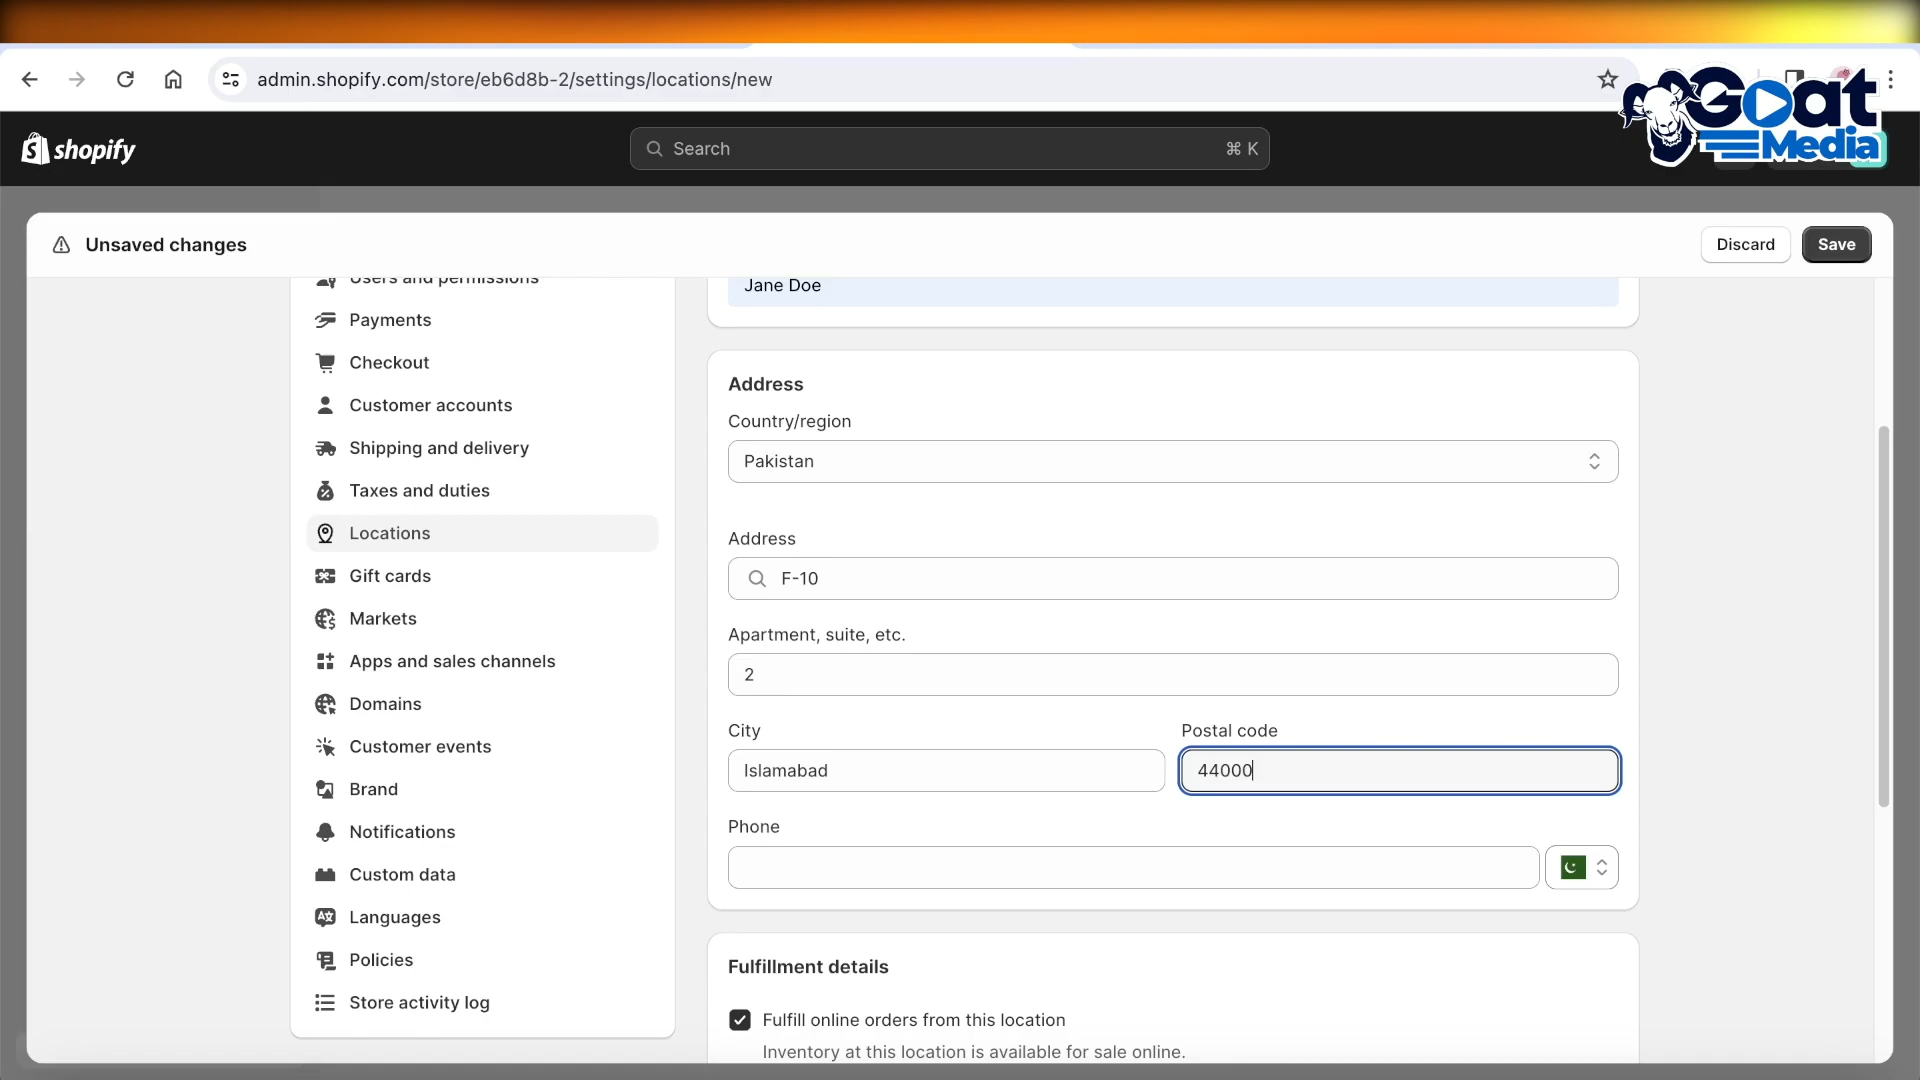 admin.shopify.com/store/eb6d8b-2/settings/locations/new
Goat
Media
shopify
Search
⌘ K
Unsaved changes
Discard
Save
Users and permissions
Payments
Checkout
Customer accounts
Shipping and delivery
Taxes and duties
Locations
Gift cards
Markets
Apps and sales channels
Domains
Customer events
Brand
Notifications
Custom data
Languages
Policies
Store activity log
Jane Doe
Address
Country/region
Pakistan
Address
F-10
Apartment, suite, etc.
2
City
Postal code
Islamabad
44000
Phone
Fulfillment details
Fulfill online orders from this location
Inventory at this location is available for sale online.